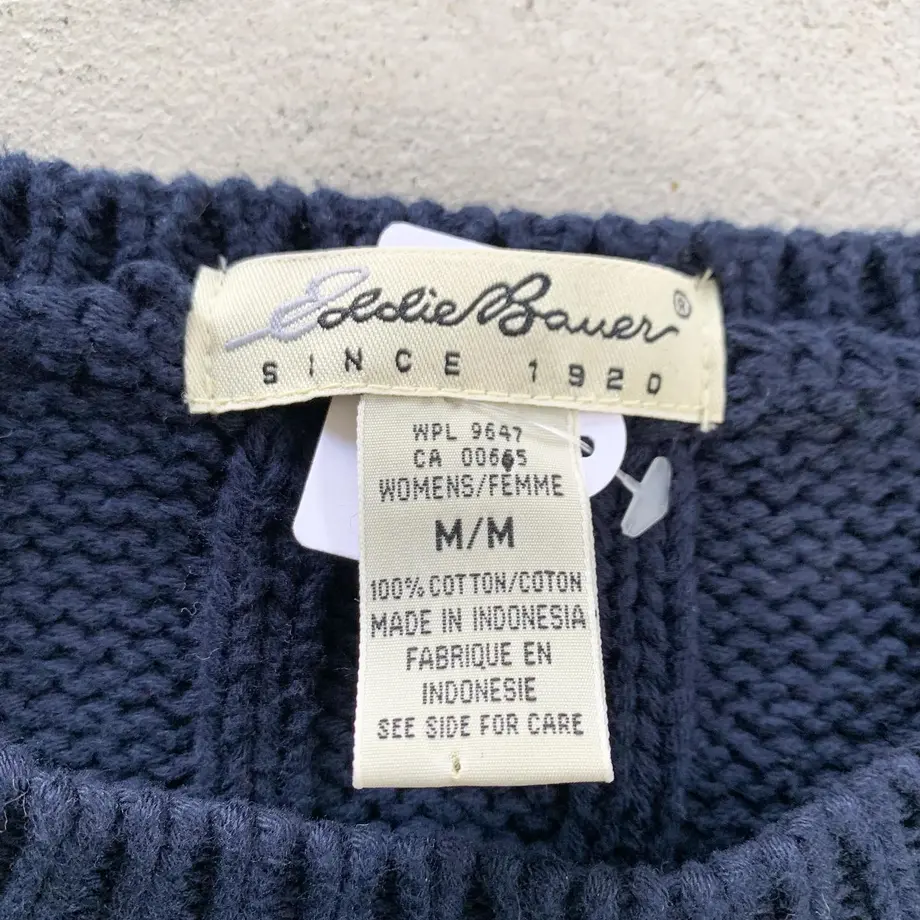 Eddie Bauer®
SINCE 1920
WPL 9647
CA 00665
WOMENS/FEMME
M/M
100% COTTON/COTON
MADE IN INDONESIA
FABRIQUE EN
INDONESIE
SEE SIDE FOR CARE